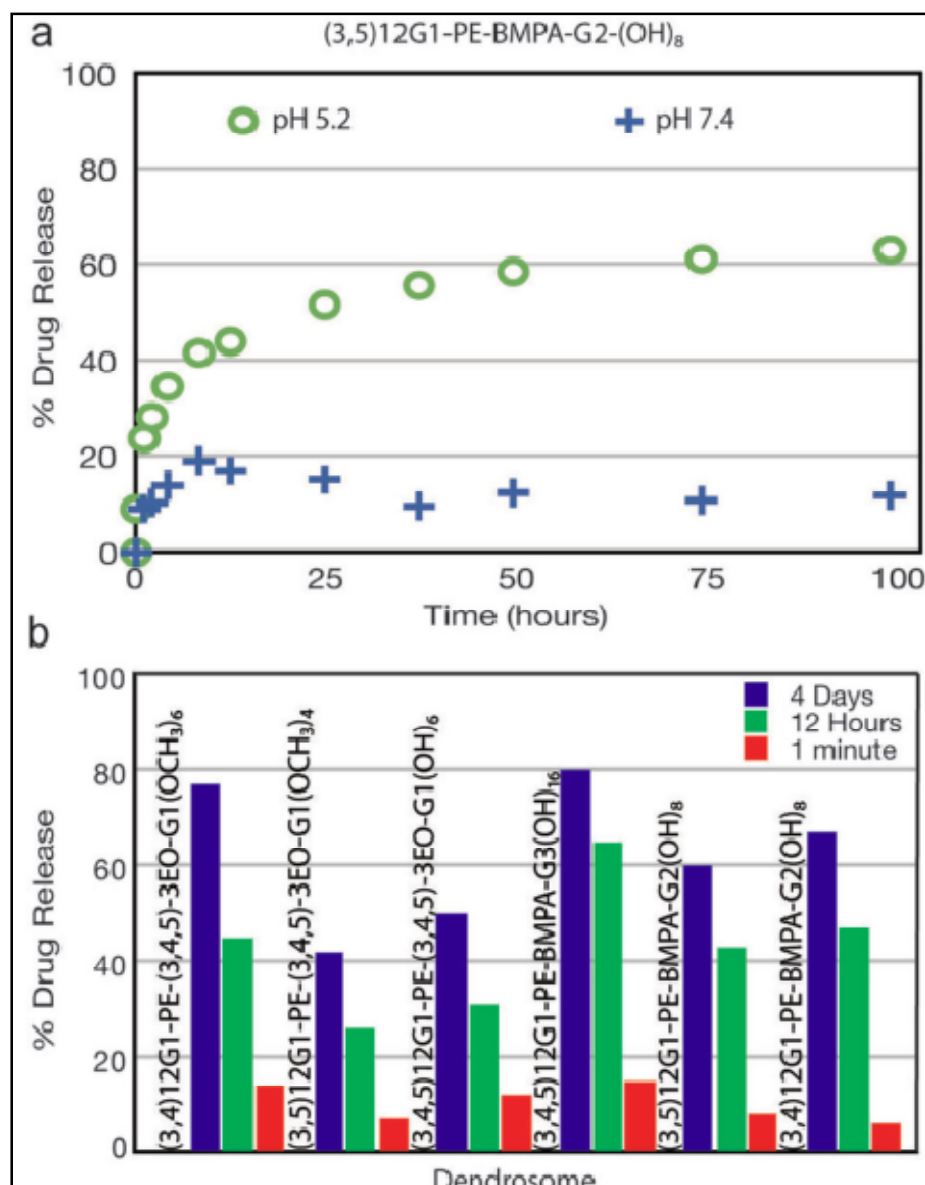 a
(3,5)12G1-PE-BMPA-G2-(OH)₈
pH 5.2
pH 7.4
% Drug Release
100
80
60
40
20
0
0 25 50 75 100
Time (hours)
b
% Drug Release
100
80
60
40
20
0
4 Days
12 Hours
1 minute
(3,4)12G1-PE-(3,4,5)-3EO-G1(OCH₃)₆
(3,5)12G1-PE-(3,4,5)-3EO-G1(OCH₃)₄
(3,4,5)12G1-PE-(3,4,5)-3EO-G1(OH)₆
(3,4,5)12G1-PE-BMPA-G3(OH)₁₆
(3,5)12G1-PE-BMPA-G2(OH)₈
(3,4)12G1-PE-BMPA-G2(OH)₈
Dendrosome